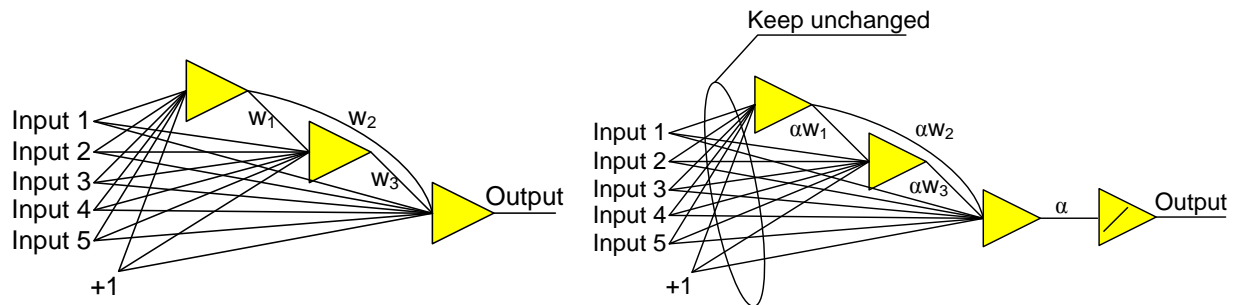 Input 1
Input 2
Input 3
Input 4
Input 5
+1
w1
w2
w3
Output
Keep unchanged
Input 1
Input 2
Input 3
Input 4
Input 5
+1
αw1
αw2
αw3
α
Output